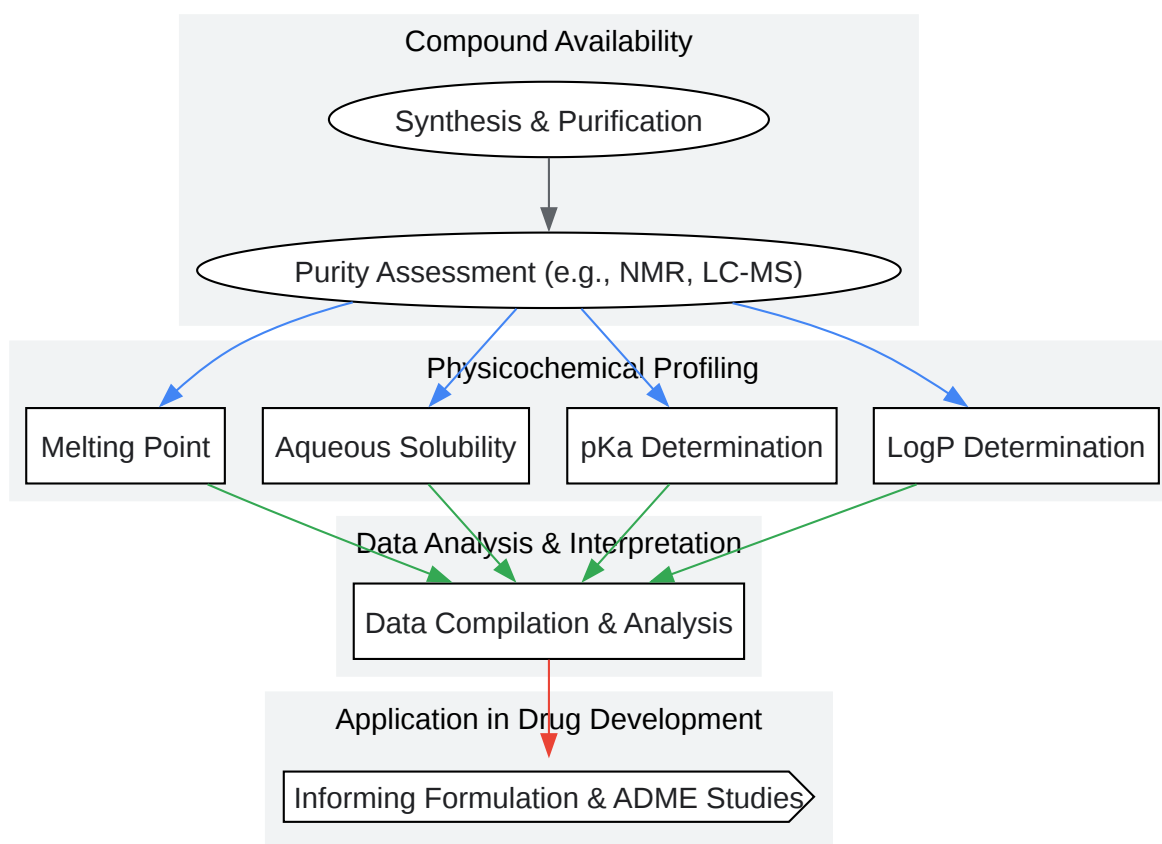 Compound Availability
Synthesis & Purification
Purity Assessment (e.g., NMR, LC-MS)
Physicochemical Profiling
Melting Point
Aqueous Solubility
pKa Determination
LogP Determination
Data Analysis & Interpretation
Data Compilation & Analysis
Application in Drug Development
Informing Formulation & ADME Studies